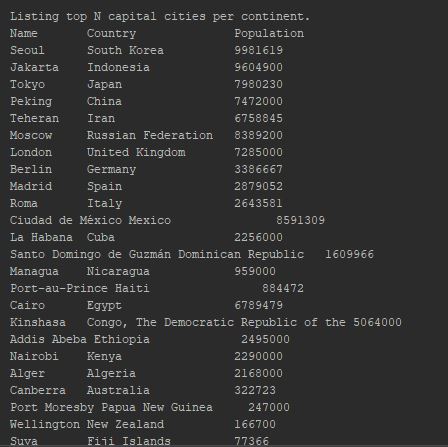 Listing top N capital cities per continent.
Name Country Population
Seoul South Korea 9981619
Jakarta Indonesia 9604900
Tokyo Japan 7980230
Peking China 7472000
Teheran Iran 6758845
Moscow Russian Federation 8389200
London United Kingdom 7285000
Berlin Germany 3386667
Madrid Spain 2879052
Roma Italy 2643581
Ciudad de México Mexico 8591309
La Habana Cuba 2256000
Santo Domingo de Guzmán Dominican Republic 1609966
Managua Nicaragua 959000
Port-au-Prince Haiti 884472
Cairo Egypt 6789479
Kinshasa Congo, The Democratic Republic of the 5064000
Addis Abeba Ethiopia 2495000
Nairobi Kenya 2290000
Alger Algeria 2168000
Canberra Australia 322723
Port Moresby Papua New Guinea 247000
Wellington New Zealand 166700
Suva Fiji Islands 77366